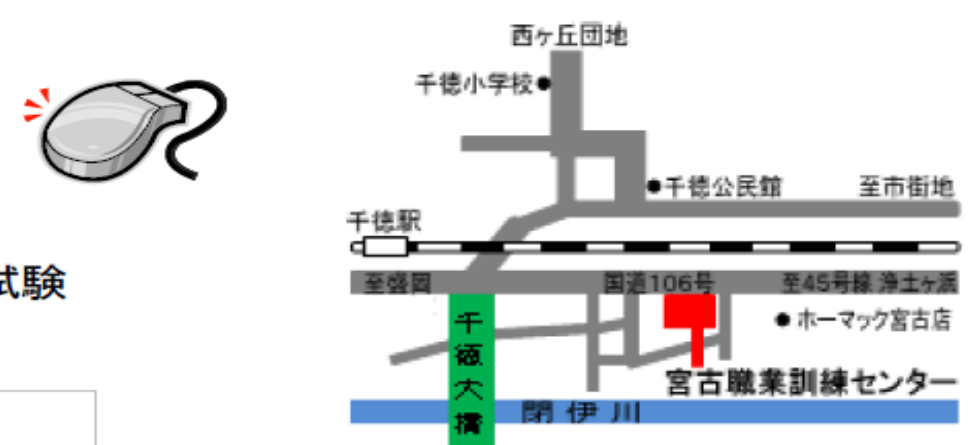 西ヶ丘団地
千徳小学校
千徳公民館
至市街地
千徳駅
試験
至盛岡
国道106号
至45号線 浄土ヶ浜
千徳大橋
ホーマック宮古店
宮古職業訓練センター
閉伊川